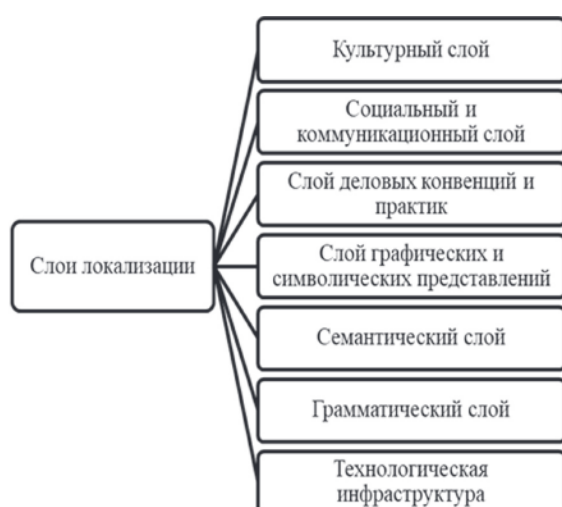 Культурный слой
Социальный и
коммуникационный слой
Слой деловых конвенций и
практик
Слои локализации
Слой графических и
символических представлений
Семантический слой
Грамматический слой
Технологическая
инфраструктура